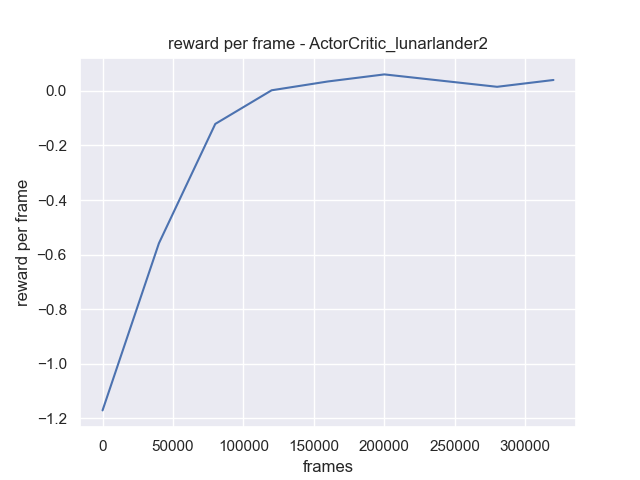 reward per frame - ActorCritic_lunarlander2
0.0
−0.2
−0.4
−0.6
−0.8
−1.0
−1.2
reward per frame
0 50000 100000 150000 200000 250000 300000
frames